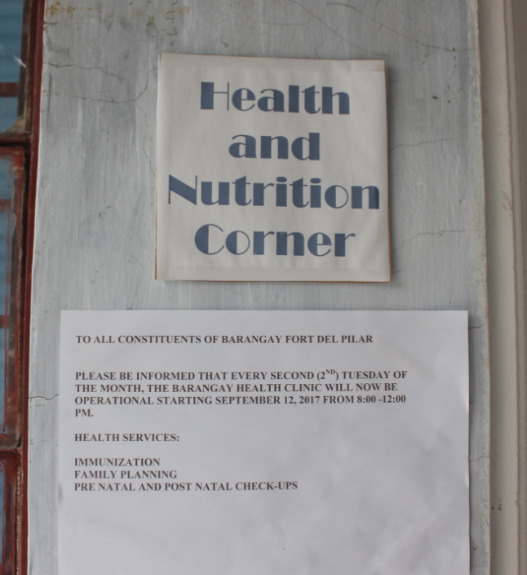 Health
and
Nutrition
Corner
TO ALL CONSTITUENTS OF BARANGAY FORT DEL PILAR
PLEASE BE INFORMED THAT EVERY SECOND (2ND) TUESDAY OF
THE MONTH, THE BARANGAY HEALTH CLINIC WILL NOW BE
OPERATIONAL STARTING SEPTEMBER 12, 2017 FROM 8:00 -12:00
PM.
HEALTH SERVICES:
IMMUNIZATION
FAMILY PLANNING
PRE NATAL AND POST NATAL CHECK-UPS